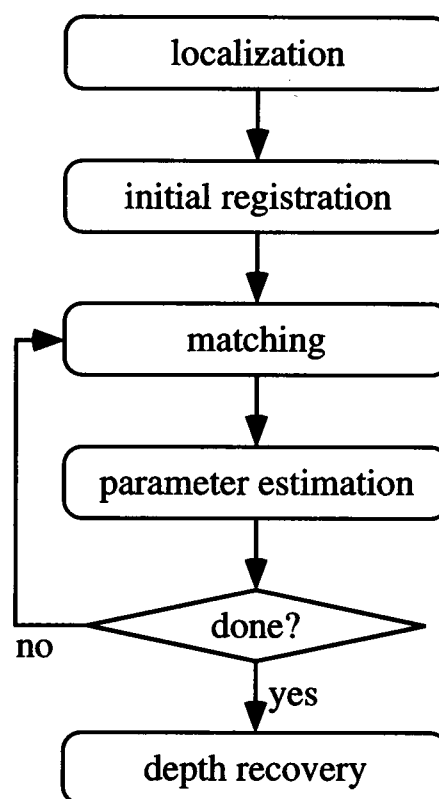 localization
initial registration
matching
parameter estimation
done?
no
yes
depth recovery